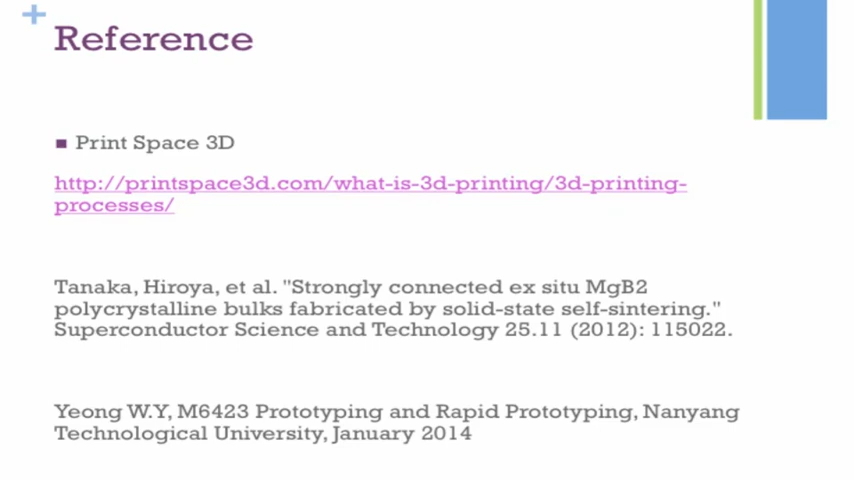 Reference
Print Space 3D
http://printspace3d.com/what-is-3d-printing/3d-printing-
processes/
Tanaka, Hiroya, et al. "Strongly connected ex situ MgB2
polycrystalline bulks fabricated by solid-state self-sintering."
Superconductor Science and Technology 25.11 (2012): 115022.
Yeong W.Y, M6423 Prototyping and Rapid Prototyping, Nanyang
Technological University, January 2014